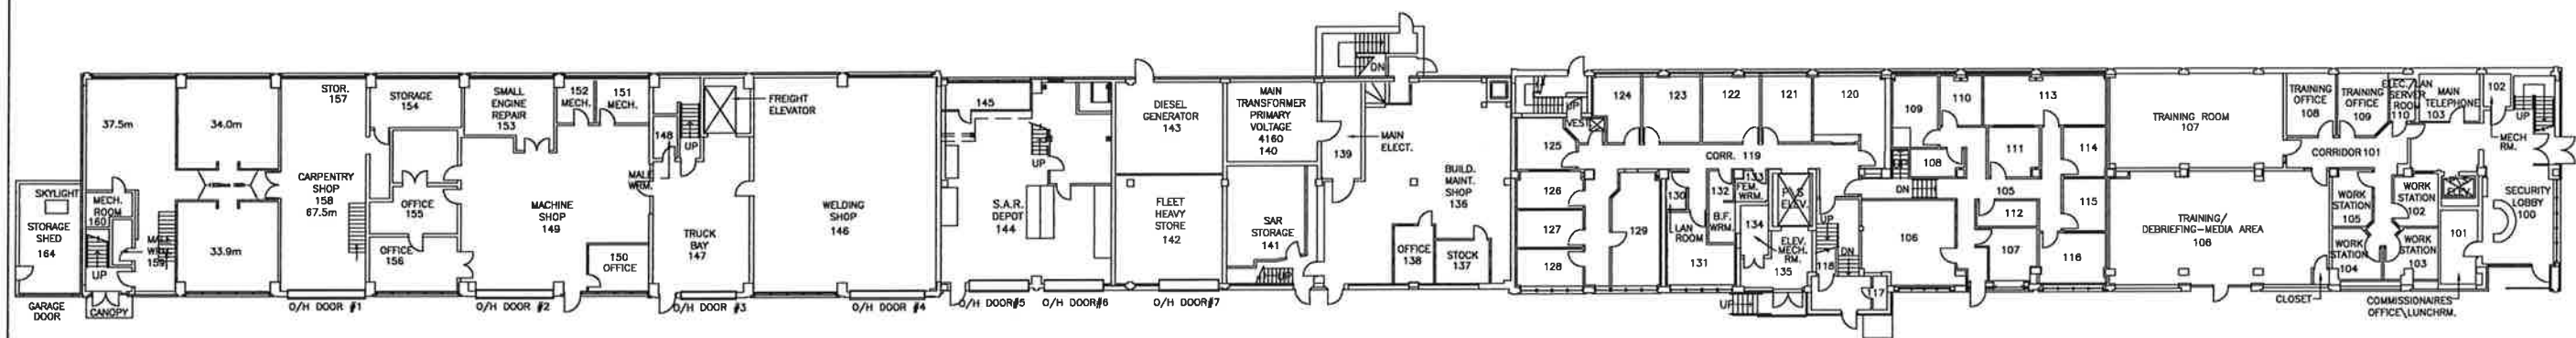 37.5m
34.0m
33.9m
SKYLIGHT
STORAGE
SHED
164
GARAGE
DOOR
MECH.
ROOM
160
UP
CANOPY
MALE
WRM.
159
STOR.
157
CARPENTRY
SHOP
158
67.5m
O/H DOOR #1
STORAGE
154
OFFICE
155
OFFICE
156
SMALL
ENGINE
REPAIR
153
152
MECH.
151
MECH.
MACHINE
SHOP
149
150
OFFICE
O/H DOOR #2
148
UP
MALE
WRM.
TRUCK
BAY
147
O/H DOOR #3
FREIGHT
ELEVATOR
WELDING
SHOP
146
O/H DOOR #4
145
UP
S.A.R.
DEPOT
144
O/H DOOR#5
O/H DOOR#6
DIESEL
GENERATOR
143
FLEET
HEAVY
STORE
142
O/H DOOR#7
MAIN
TRANSFORMER
PRIMARY
VOLTAGE
4160
140
SAR
STORAGE
141
UP
139
MAIN
ELECT.
DN
BUILD.
MAINT.
SHOP
136
OFFICE
138
STOCK
137
UP
VEST.
124
123
122
121
120
125
126
127
128
129
CORR. 119
130
LAN
ROOM
131
132
B.F.
WRM.
133
FEM.
WRM.
134
ELEV.
MECH.
RM.
135
P/S
ELEV.
UP
118
DN
117
UP
109
110
113
UP
108
111
114
DN
105
112
115
106
107
116
TRAINING ROOM
107
TRAINING/
DEBRIEFING-MEDIA AREA
106
TRAINING
OFFICE
108
TRAINING
OFFICE
109
ELEC./LAN
SERVER
ROOM
110
MAIN
TELEPHONE
103
102
UP
MECH
RM.
CORRIDOR 101
WORK
STATION
105
WORK
STATION
102
WORK
STATION
104
WORK
STATION
103
ELEV.
101
SECURITY
LOBBY
100
CLOSET
COMMISSIONAIRES
OFFICE\LUNCHRM.